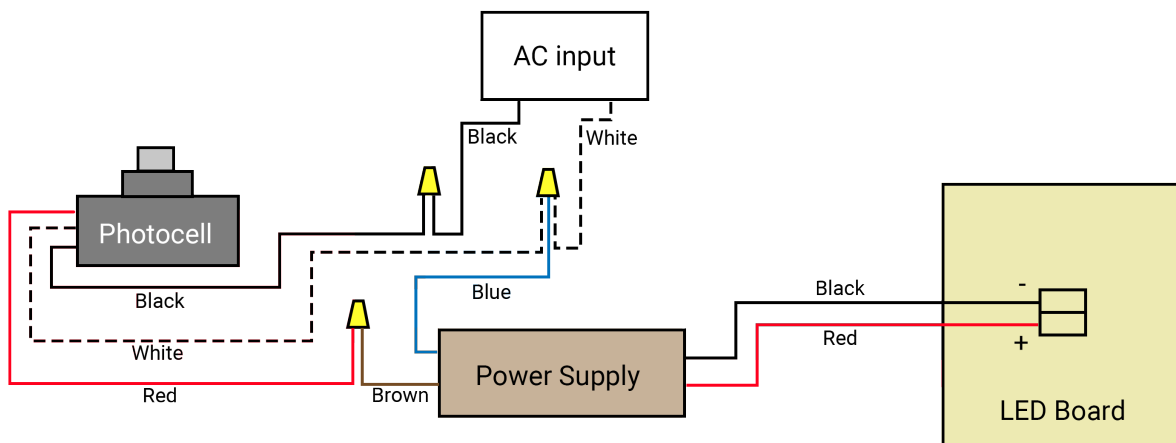 AC input
Black
White
Photocell
Black
White
Red
Blue
Brown
Power Supply
Black
Red
-
+
LED Board